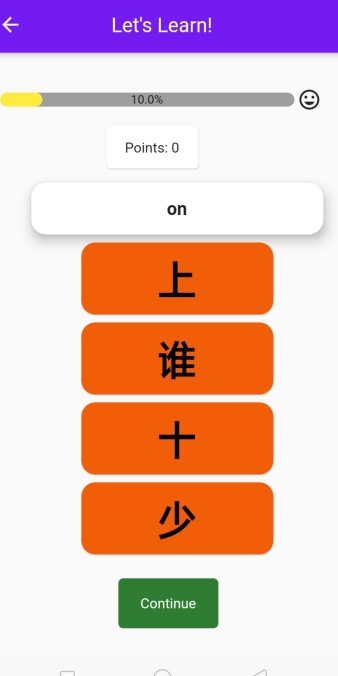 Let's Learn!
10.0%
Points: 0
on
上
谁
十
少
Continue